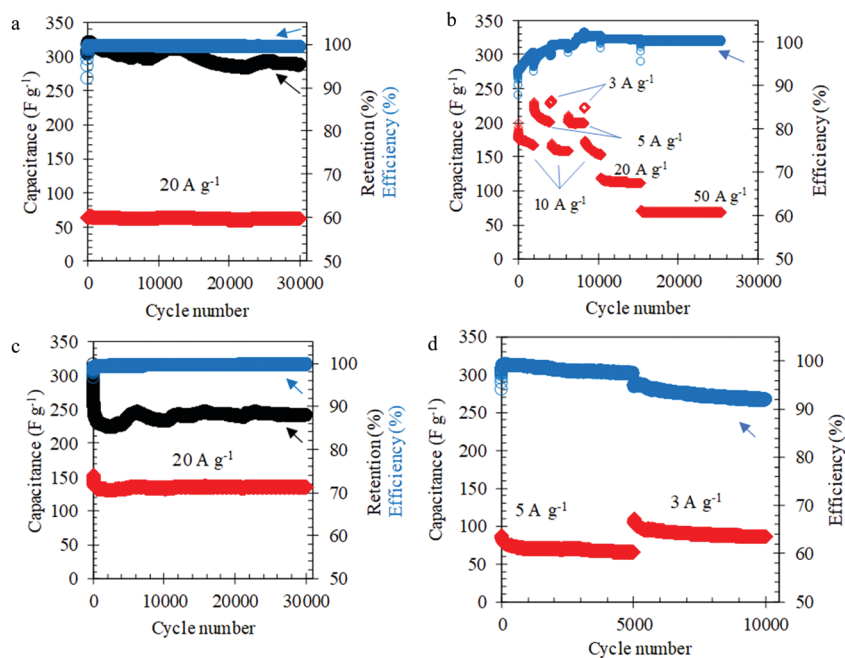 a
350
300
250
200
150
100
50
0
Capacitance (F g⁻¹)
20 A g⁻¹
100
90
80
70
60
50
Retention (%)
Efficiency (%)
0 10000 20000 30000
Cycle number
b
350
300
250
200
150
100
50
0
Capacitance (F g⁻¹)
3 A g⁻¹
5 A g⁻¹
20 A g⁻¹
10 A g⁻¹
50 A g⁻¹
100
90
80
70
60
50
Efficiency (%)
0 10000 20000 30000
Cycle number
c
350
300
250
200
150
100
50
0
Capacitance (F g⁻¹)
20 A g⁻¹
100
90
80
70
60
50
Retention (%)
Efficiency (%)
0 10000 20000 30000
Cycle number
d
350
300
250
200
150
100
50
0
Capacitance (F g⁻¹)
5 A g⁻¹
3 A g⁻¹
100
90
80
70
60
50
Efficiency (%)
0 5000 10000
Cycle number